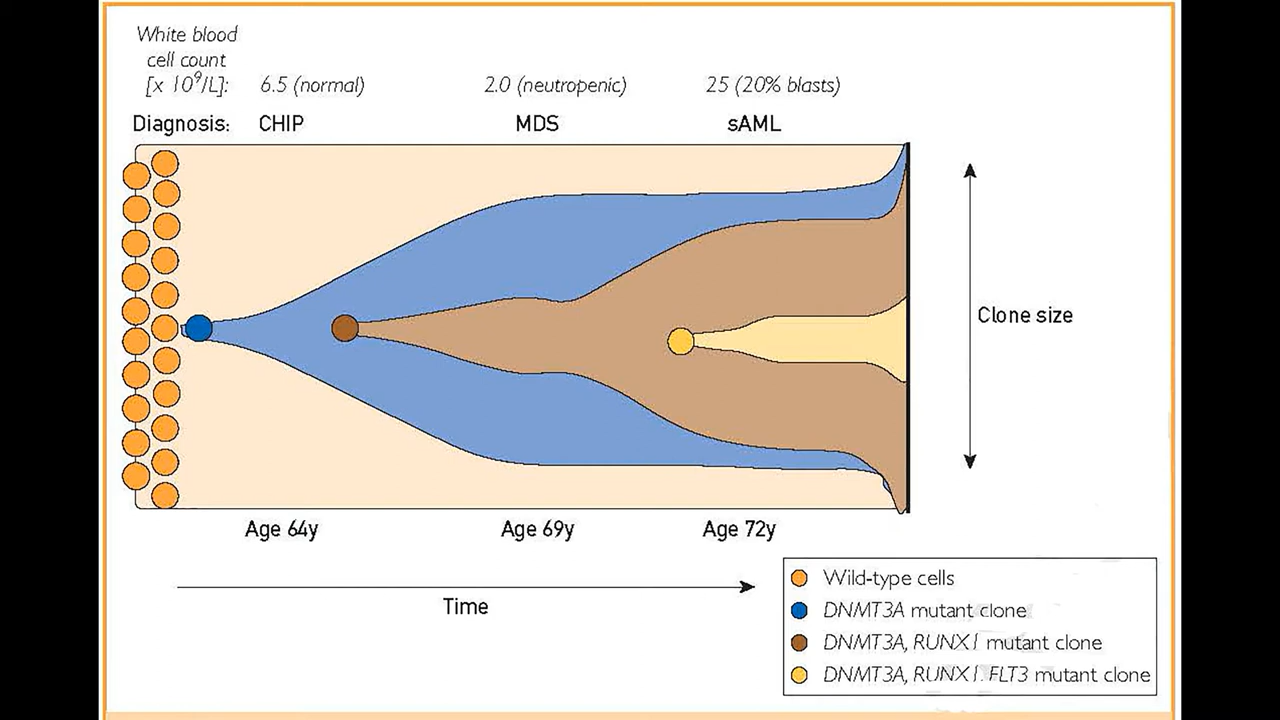 White blood
cell count
[x 10⁹/L]: 6.5 (normal) 2.0 (neutropenic) 25 (20% blasts)
Diagnosis: CHIP MDS sAML
Clone size
Age 64y Age 69y Age 72y
Time
Wild-type cells
DNMT3A mutant clone
DNMT3A, RUNX1 mutant clone
DNMT3A, RUNX1. FLT3 mutant clone